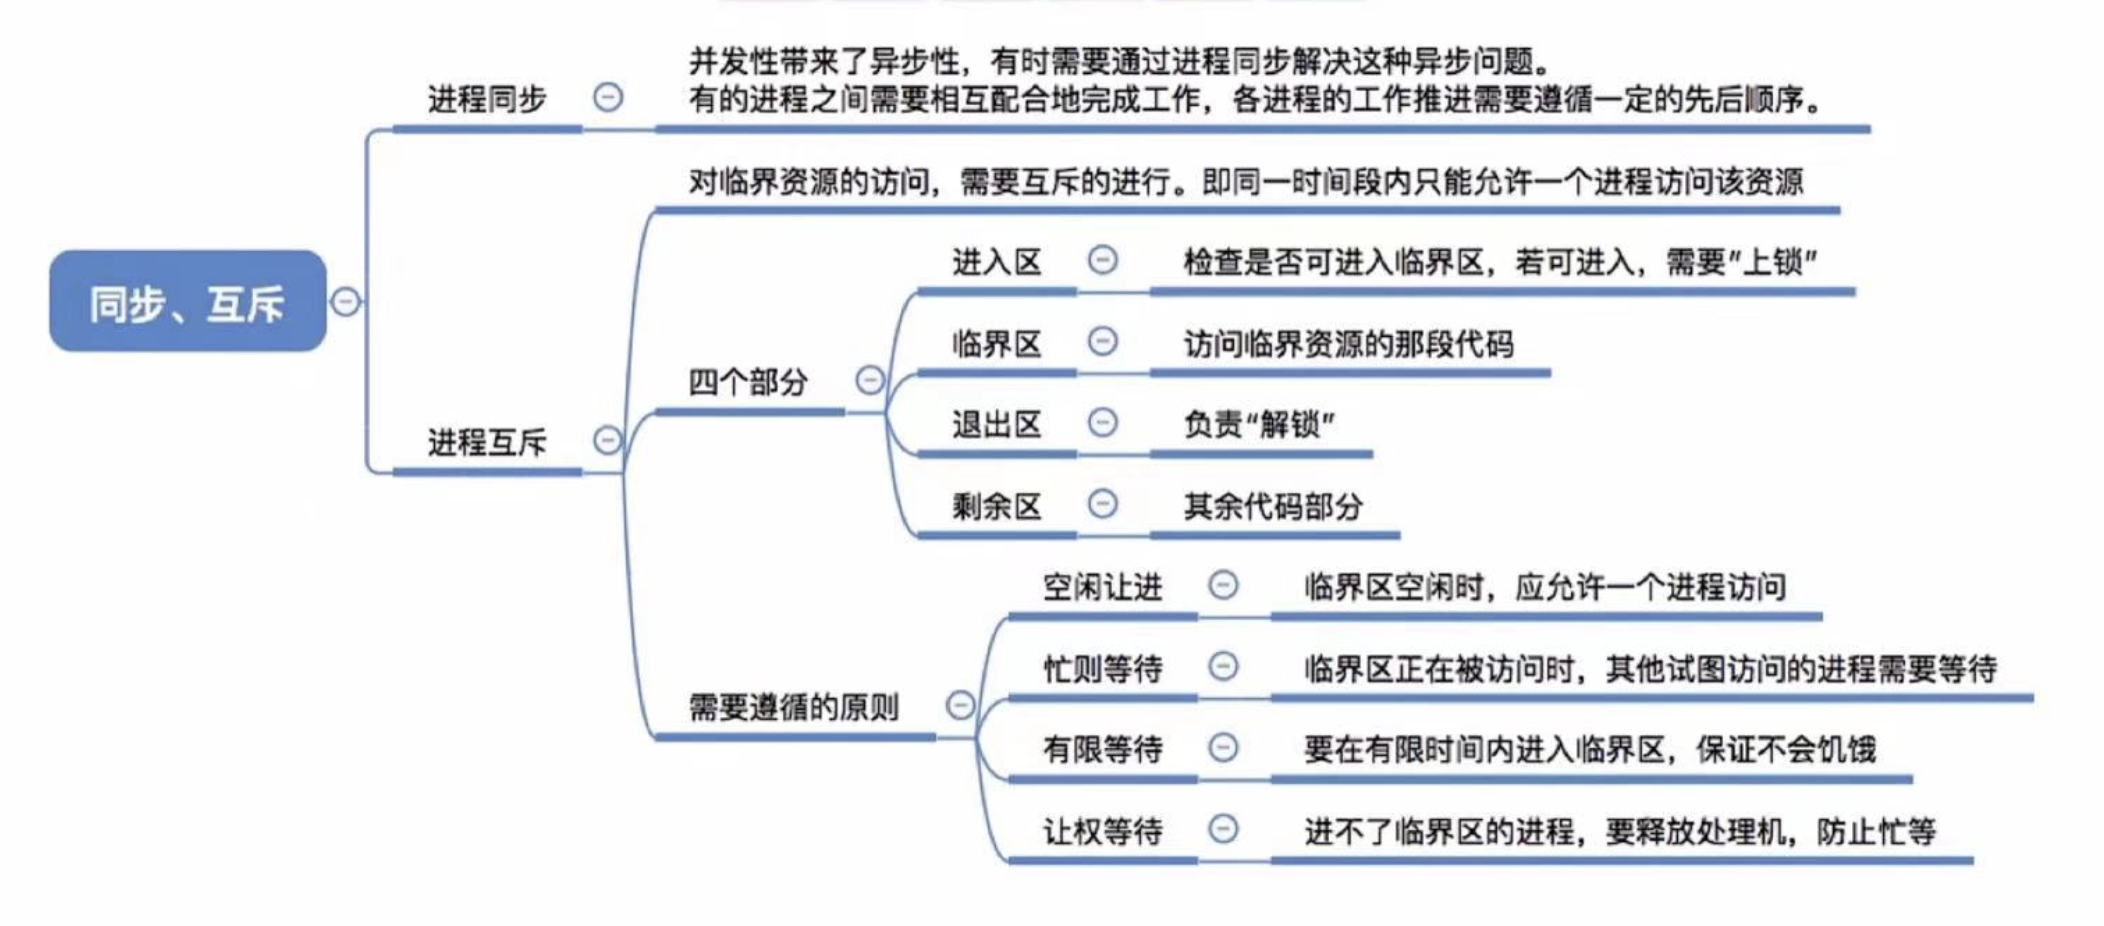 同步、互斥
进程同步
并发性带来了异步性，有时需要通过进程同步解决这种异步问题。
有的进程之间需要相互配合地完成工作，各进程的工作推进需要遵循一定的先后顺序。
进程互斥
对临界资源的访问，需要互斥的进行。即同一时间段内只能允许一个进程访问该资源
四个部分
进入区
检查是否可进入临界区，若可进入，需要"上锁"
临界区
访问临界资源的那段代码
退出区
负责“解锁”
剩余区
其余代码部分
需要遵循的原则
空闲让进
临界区空闲时，应允许一个进程访问
忙则等待
临界区正在被访问时，其他试图访问的进程需要等待
有限等待
要在有限时间内进入临界区，保证不会饥饿
让权等待
进不了临界区的进程，要释放处理机，防止忙等